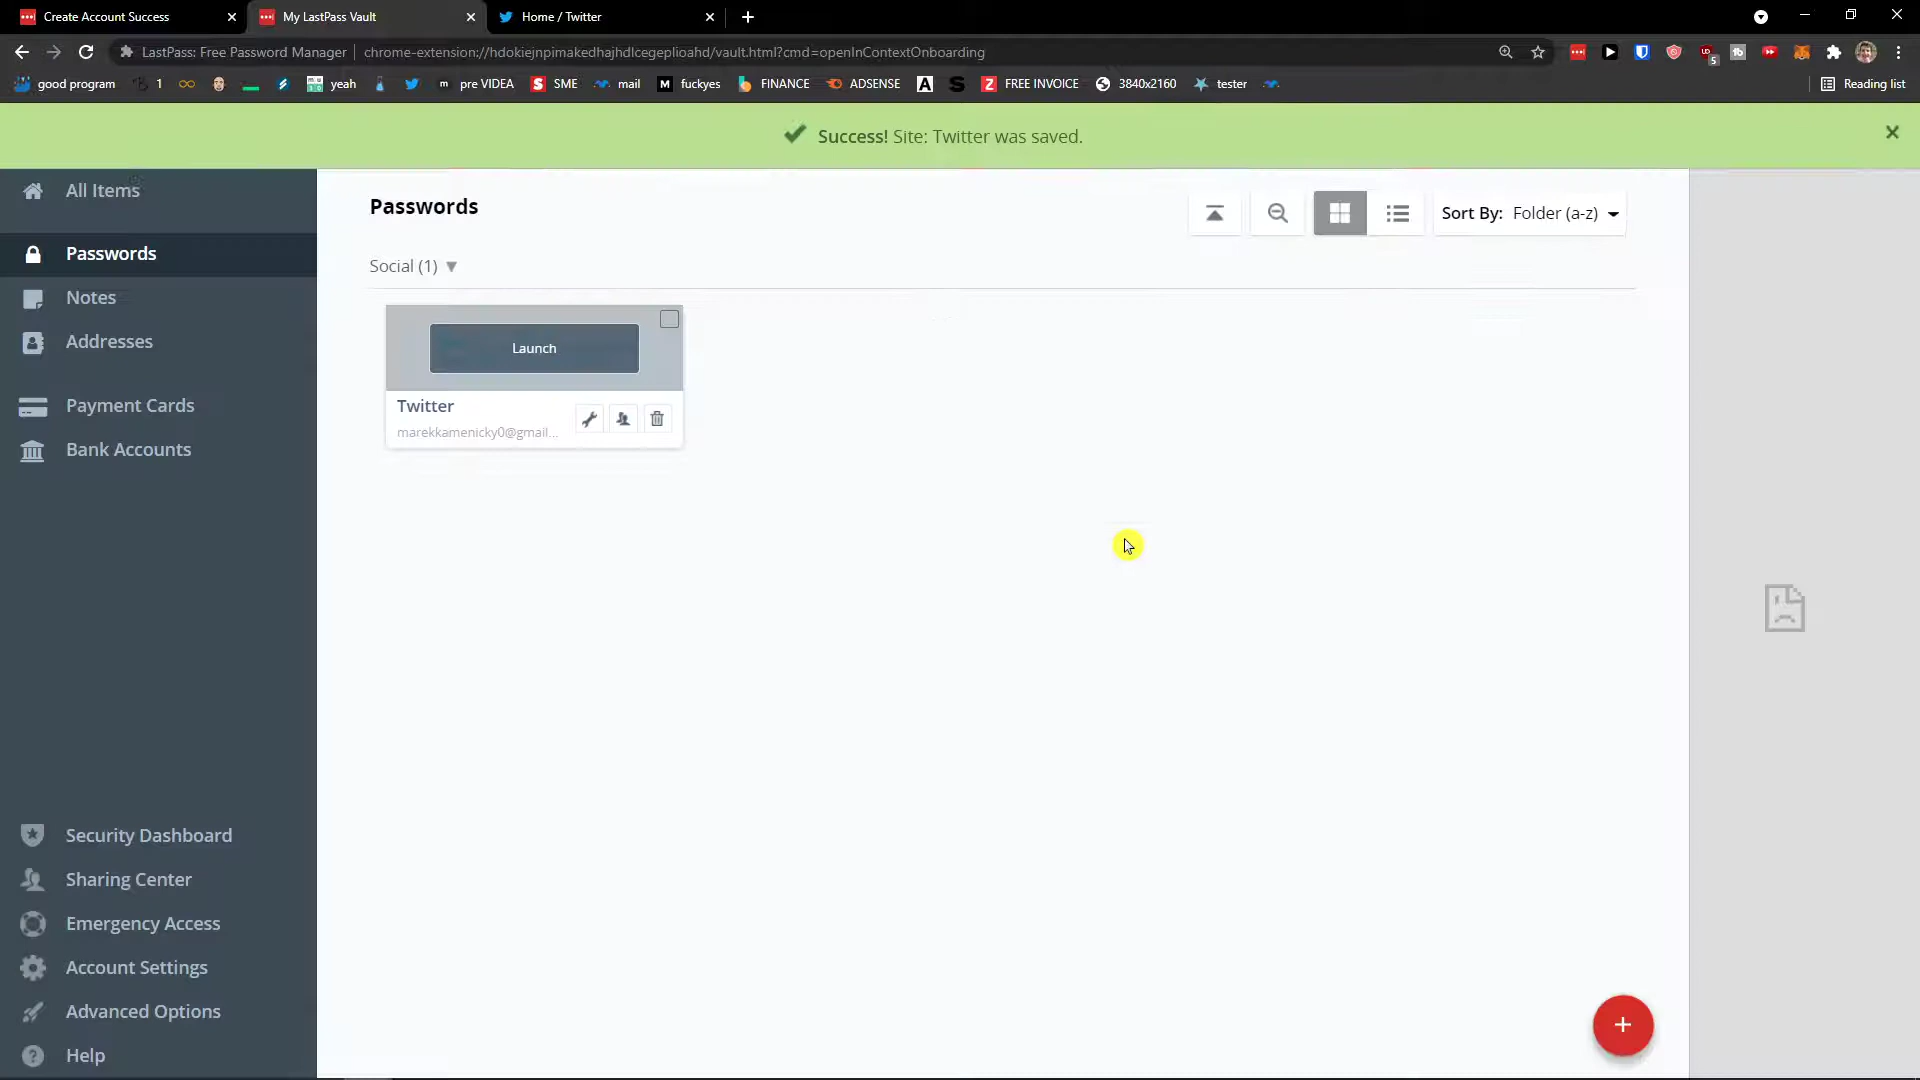 Create Account Success
My LastPass Vault
Home / Twitter
LastPass: Free Password Manager
chrome-extension://hdokiejnpimakedhajhdlcegeplioahd/vault.html?cmd=openInContextOnboarding
good program
1
yeah
pre VIDEA
SME
mail
fuckyes
FINANCE
ADSENSE
FREE INVOICE
3840x2160
tester
Reading list
Success! Site: Twitter was saved.
All Items
Passwords
Notes
Addresses
Payment Cards
Bank Accounts
Security Dashboard
Sharing Center
Emergency Access
Account Settings
Advanced Options
Help
Passwords
Sort By: Folder (a-z)
Social (1)
Launch
Twitter
marekkamenicky0@gmail...